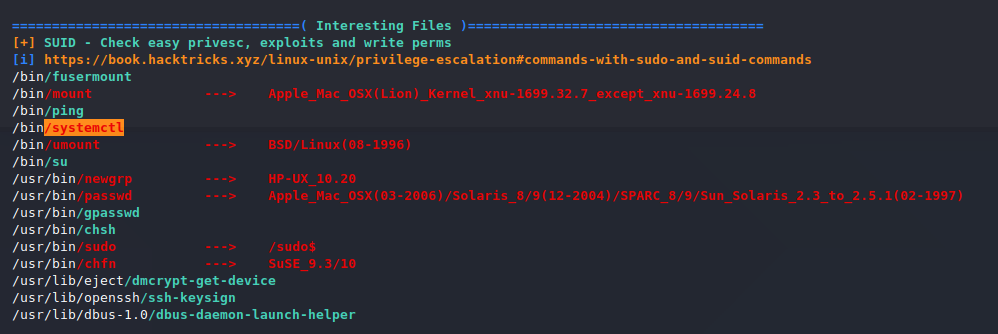 ====================================( Interesting Files )=====================================
[+] SUID - Check easy privesc, exploits and write perms
[i] https://book.hacktricks.xyz/linux-unix/privilege-escalation#commands-with-sudo-and-suid-commands
/bin/fusermount
/bin/mount              --->    Apple_Mac_OSX(Lion)_Kernel_xnu-1699.32.7_except_xnu-1699.24.8
/bin/ping
/bin/systemctl
/bin/umount             --->    BSD/Linux(08-1996)
/bin/su
/usr/bin/newgrp         --->    HP-UX_10.20
/usr/bin/passwd         --->    Apple_Mac_OSX(03-2006)/Solaris_8/9(12-2004)/SPARC_8/9/Sun_Solaris_2.3_to_2.5.1(02-1997)
/usr/bin/gpasswd
/usr/bin/chsh
/usr/bin/sudo           --->    /sudo$
/usr/bin/chfn           --->    SuSE_9.3/10
/usr/lib/eject/dmcrypt-get-device
/usr/lib/openssh/ssh-keysign
/usr/lib/dbus-1.0/dbus-daemon-launch-helper